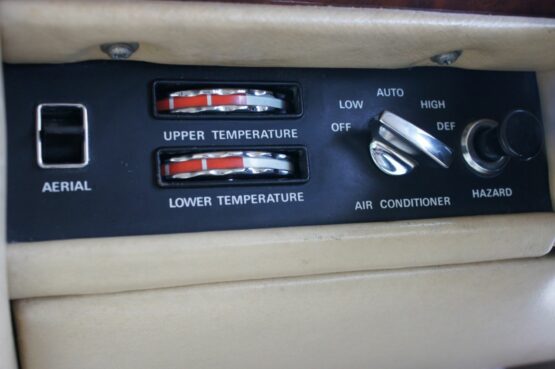 AERIAL
UPPER TEMPERATURE
LOWER TEMPERATURE
OFF
LOW
AUTO
HIGH
DEF
AIR CONDITIONER
HAZARD